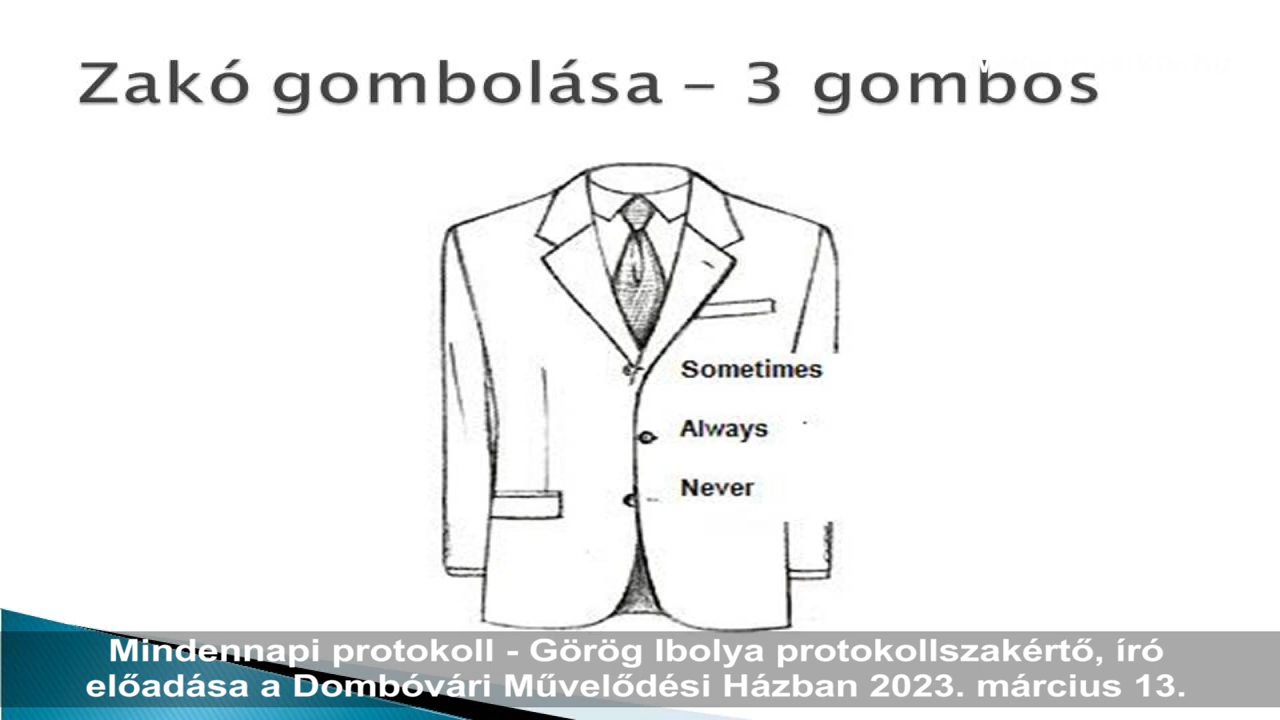 Zakó gombolása – 3 gombos
Sometimes
Always
Never
Mindennapi protokoll - Görög Ibolya protokollszakértő, író
előadása a Dombóvári Művelődési Házban 2023. március 13.